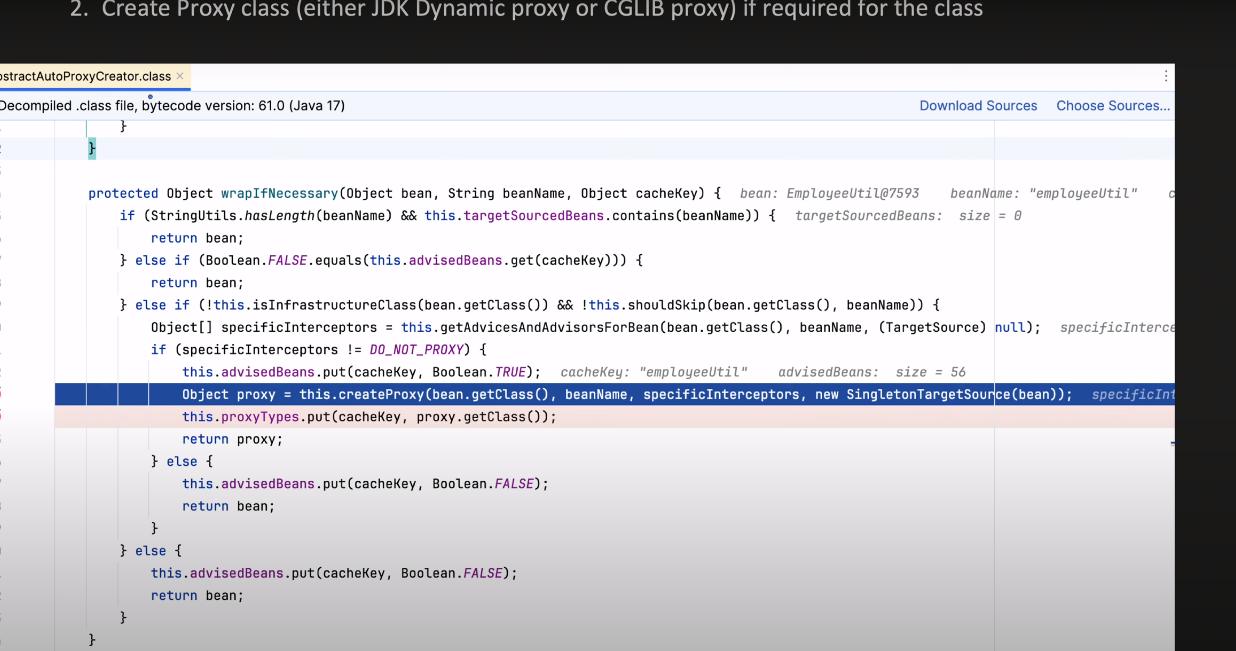 2. Create Proxy class (either JDK Dynamic proxy or CGLIB proxy) if required for the class
ostractAutoProxyCreator.class ×
Decompiled .class file, bytecode version: 61.0 (Java 17) Download Sources Choose Sources...
}
}
protected Object wrapIfNecessary(Object bean, String beanName, Object cacheKey) { bean: EmployeeUtil@7593 beanName: "employeeUtil" c
if (StringUtils.hasLength(beanName) && this.targetSourcedBeans.contains(beanName)) { targetSourcedBeans: size = 0
return bean;
} else if (Boolean.FALSE.equals(this.advisedBeans.get(cacheKey))) {
return bean;
} else if (!this.isInfrastructureClass(bean.getClass()) && !this.shouldSkip(bean.getClass(), beanName)) {
Object[] specificInterceptors = this.getAdvicesAndAdvisorsForBean(bean.getClass(), beanName, (TargetSource) null); specificInterce
if (specificInterceptors != DO_NOT_PROXY) {
this.advisedBeans.put(cacheKey, Boolean.TRUE); cacheKey: "employeeUtil" advisedBeans: size = 56
Object proxy = this.createProxy(bean.getClass(), beanName, specificInterceptors, new SingletonTargetSource(bean)); specificInt
this.proxyTypes.put(cacheKey, proxy.getClass());
return proxy;
} else {
this.advisedBeans.put(cacheKey, Boolean.FALSE);
return bean;
}
} else {
this.advisedBeans.put(cacheKey, Boolean.FALSE);
return bean;
}
}